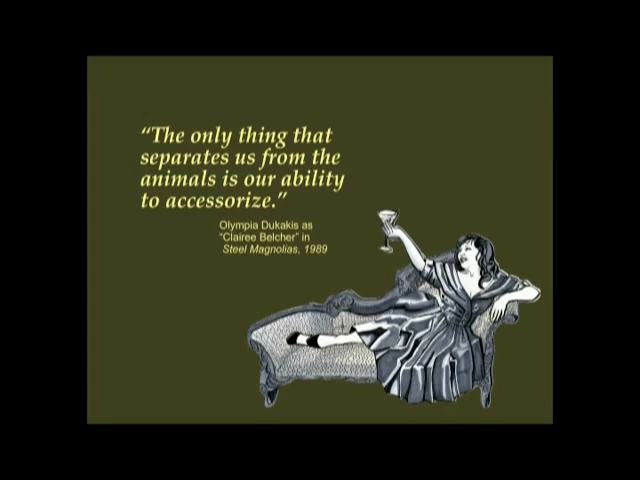 “The only thing that
separates us from the
animals is our ability
to accessorize.”
Olympia Dukakis as
“Clairee Belcher” in
Steel Magnolias, 1989